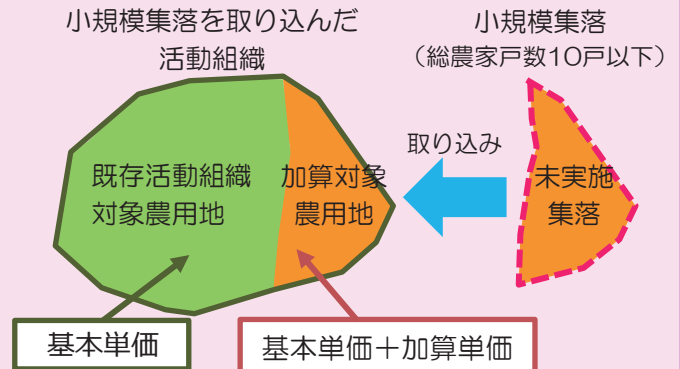 小規模集落を取り込んだ
活動組織
小規模集落
（総農家戸数10戸以下）
取り込み
既存活動組織
対象農用地
加算対象
農用地
未実施
集落
基本単価
基本単価＋加算単価